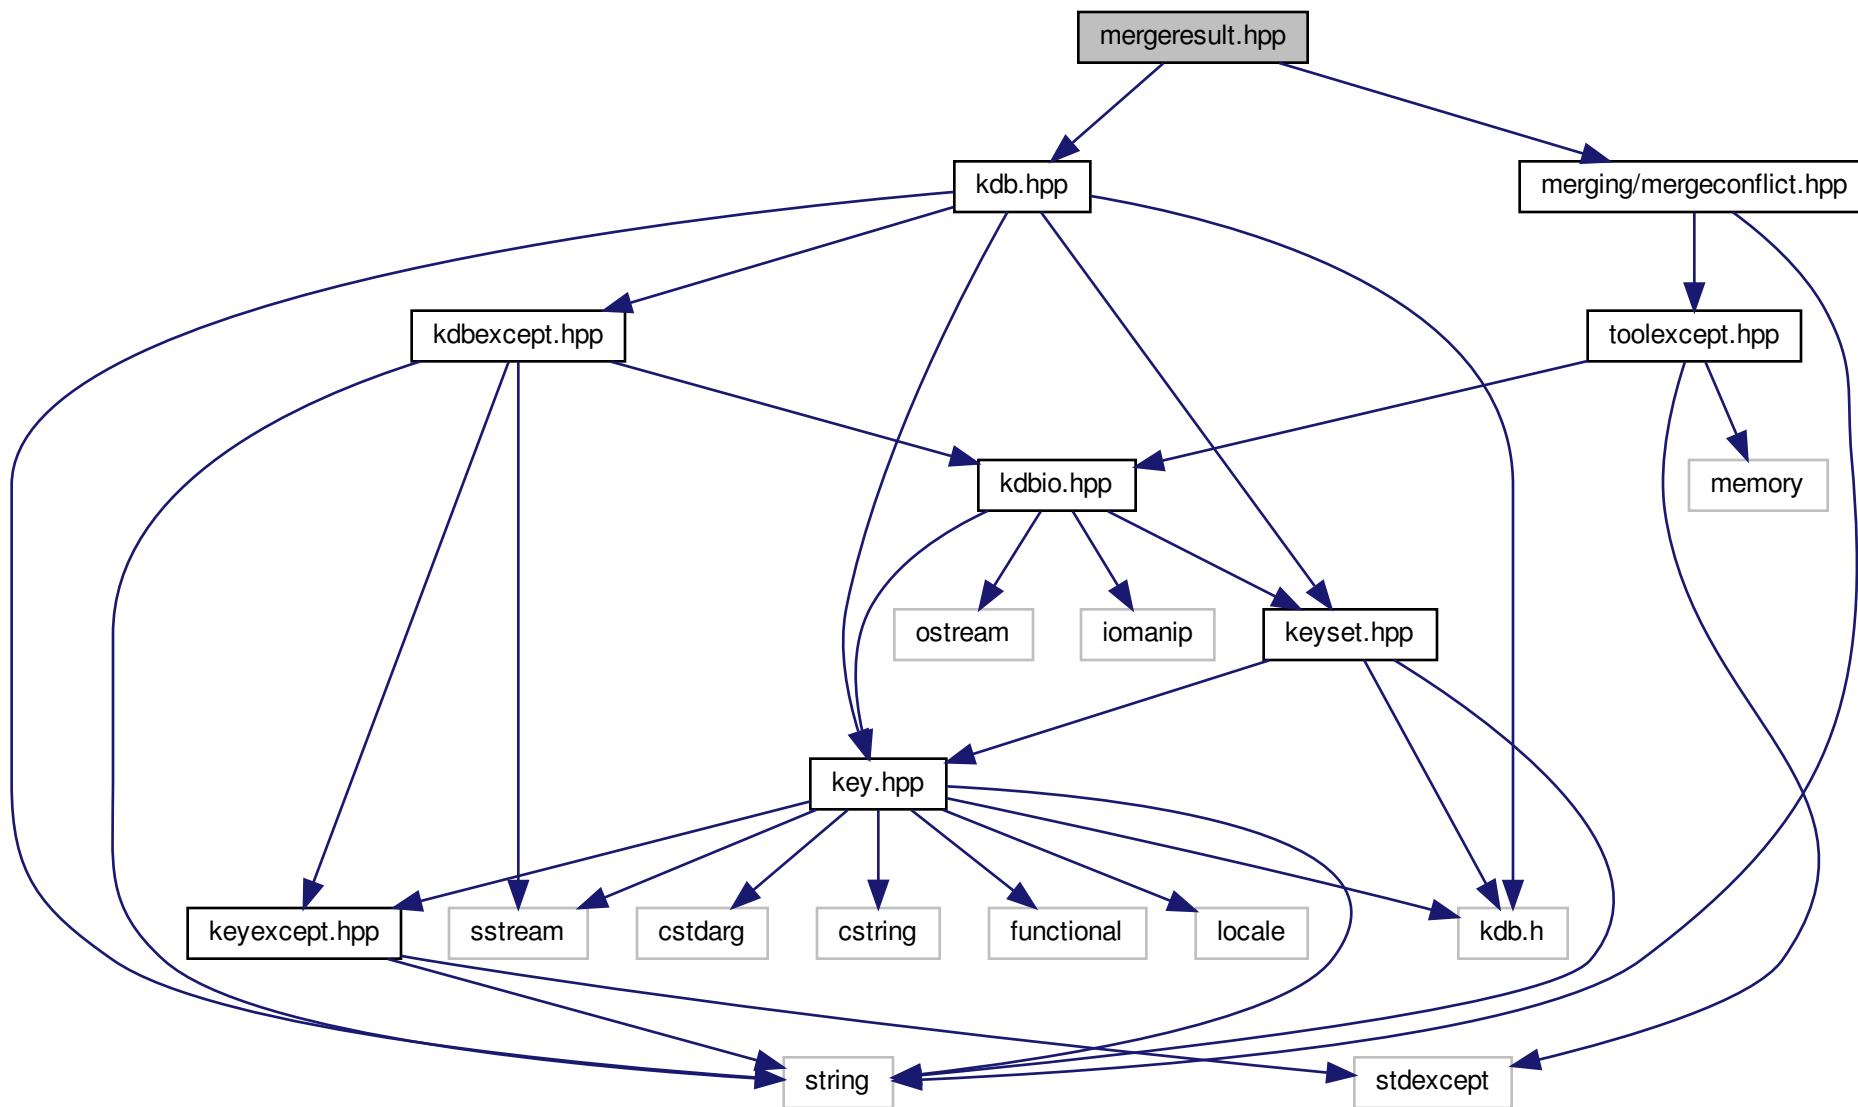 mergeresult.hpp
kdb.hpp
merging/mergeconflict.hpp
kdbexcept.hpp
toolexcept.hpp
kdbio.hpp
memory
ostream
iomanip
keyset.hpp
key.hpp
keyexcept.hpp
sstream
cstdarg
cstring
functional
locale
kdb.h
string
stdexcept